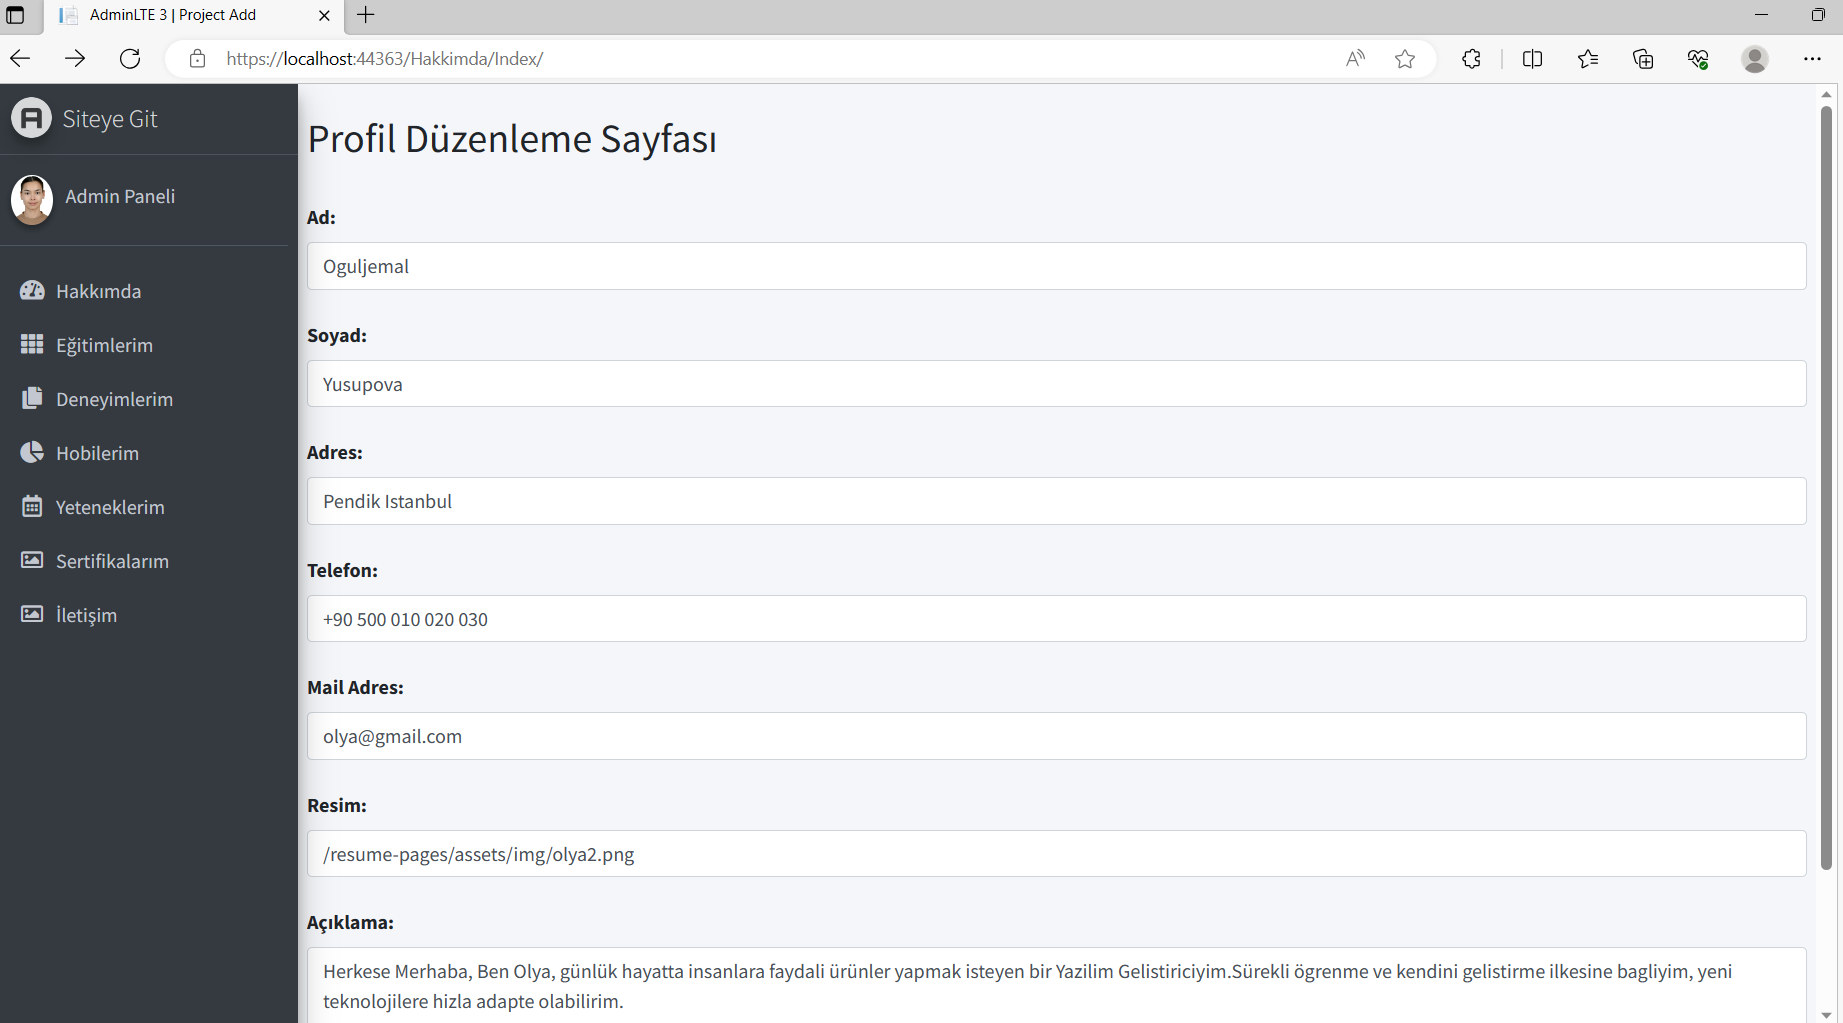 AdminLTE 3 | Project Add
https://localhost:44363/Hakkimda/Index/
Siteye Git
Admin Paneli
Hakkımda
Eğitimlerim
Deneyimlerim
Hobilerim
Yeteneklerim
Sertifikalarım
İletişim
Profil Düzenleme Sayfası
Ad:
Oguljemal
Soyad:
Yusupova
Adres:
Pendik Istanbul
Telefon:
+90 500 010 020 030
Mail Adres:
olya@gmail.com
Resim:
/resume-pages/assets/img/olya2.png
Açıklama:
Herkese Merhaba, Ben Olya, günlük hayatta insanlara faydali ürünler yapmak isteyen bir Yazilim Gelistiriciyim.Sürekli ögrenme ve kendini gelistirme ilkesine bagliyim, yeni
teknolojilere hizla adapte olabilirim.